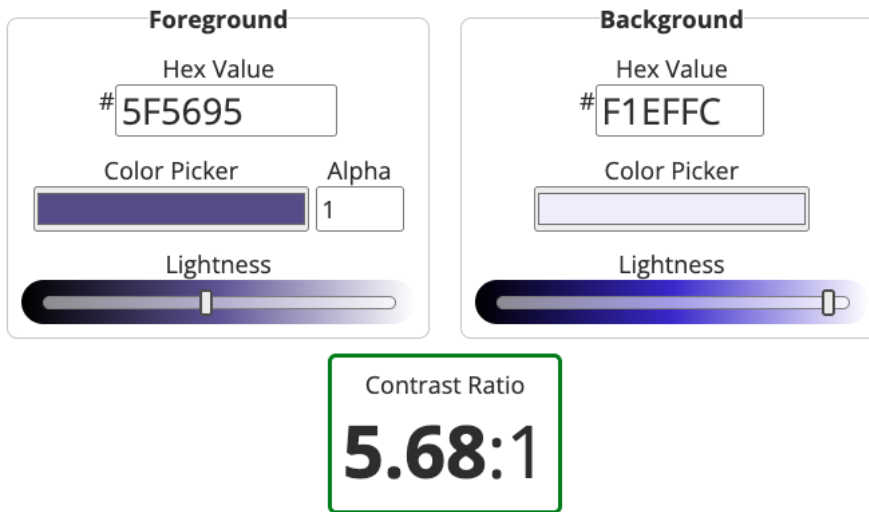 Foreground
Hex Value
#5F5695
Color Picker Alpha
1
Lightness
Background
Hex Value
#F1EFFC
Color Picker
Lightness
Contrast Ratio
5.68:1